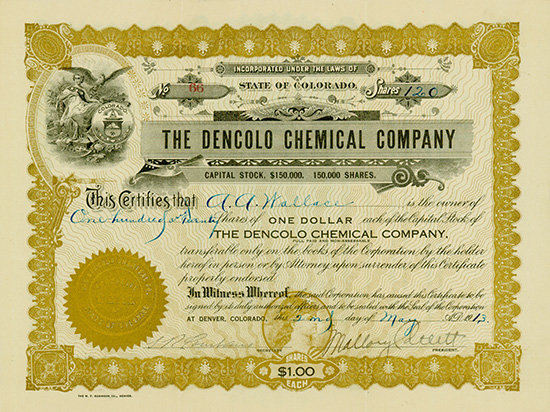 INCORPORATED UNDER THE LAWS OF
No 66 STATE OF COLORADO. Shares 120
COLORADO
THE DENCOLO CHEMICAL COMPANY
CAPITAL STOCK, $150,000. 150,000 SHARES.
This Certifies that A. A. Wallace is the owner of
One hundred & Twenty shares of ONE DOLLAR each of the Capital Stock of
THE DENCOLO CHEMICAL COMPANY.
FULL PAID AND NON-ASSESSABLE
transferable only on the books of the Corporation by the holder
hereof in person or by Attorney upon surrender of this Certificate
properly endorsed.
In Witness Whereof, the said Corporation has caused this Certificate to be
signed by its duly authorized officers and to be sealed with the Seal of the Corporation
AT DENVER, COLORADO, this 2nd day of May A.D. 1913.
SECRETARY PRESIDENT.
SHARES
$1.00
EACH
THE W. F. ROBINSON CO., DENVER.